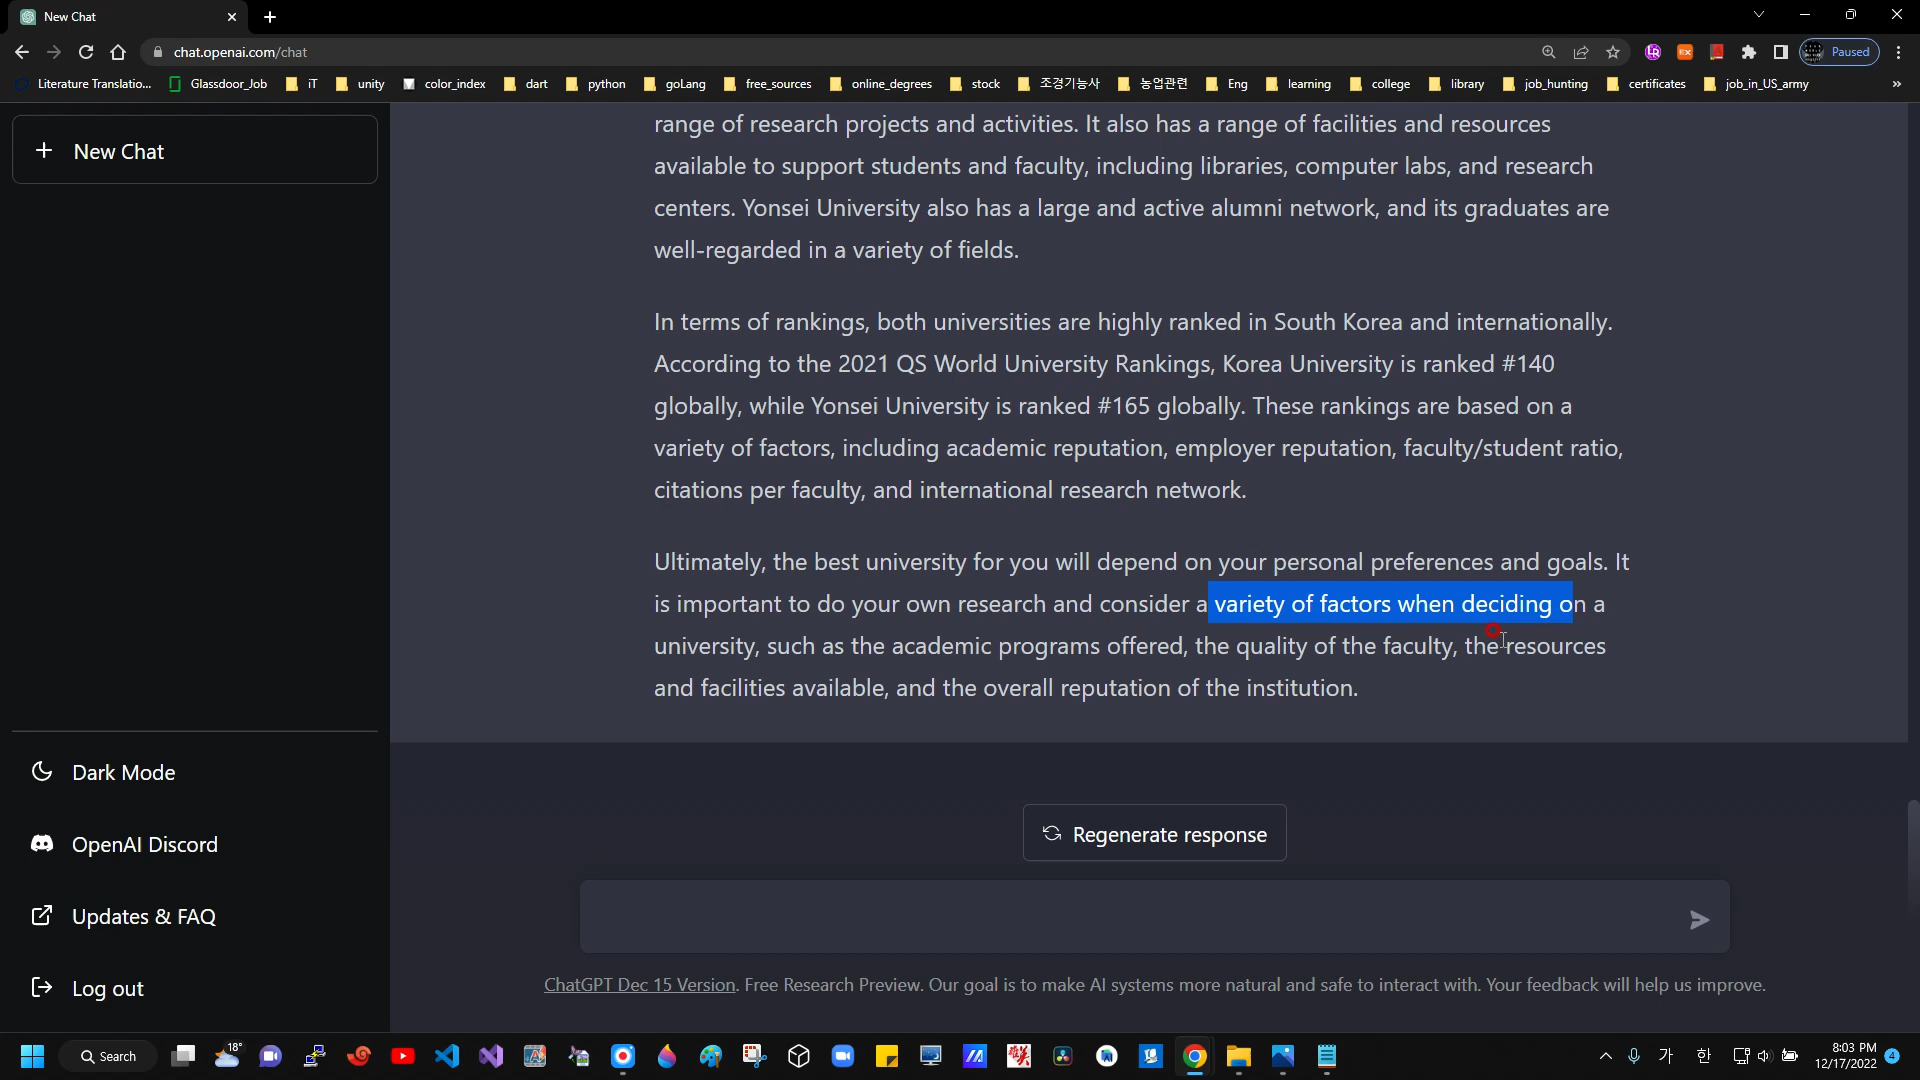 New Chat
chat.openai.com/chat
Paused
Literature Translatio...
Glassdoor_Job
iT
unity
color_index
dart
python
goLang
free_sources
online_degrees
stock
조경기능사
농업관련
Eng
learning
college
library
job_hunting
certificates
job_in_US_army
»
New Chat
range of research projects and activities. It also has a range of facilities and resources
available to support students and faculty, including libraries, computer labs, and research
centers. Yonsei University also has a large and active alumni network, and its graduates are
well-regarded in a variety of fields.
In terms of rankings, both universities are highly ranked in South Korea and internationally.
According to the 2021 QS World University Rankings, Korea University is ranked #140
globally, while Yonsei University is ranked #165 globally. These rankings are based on a
variety of factors, including academic reputation, employer reputation, faculty/student ratio,
citations per faculty, and international research network.
Ultimately, the best university for you will depend on your personal preferences and goals. It
is important to do your own research and consider a variety of factors when deciding on a
university, such as the academic programs offered, the quality of the faculty, the resources
and facilities available, and the overall reputation of the institution.
Dark Mode
OpenAI Discord
Updates & FAQ
Log out
Regenerate response
ChatGPT Dec 15 Version. Free Research Preview. Our goal is to make AI systems more natural and safe to interact with. Your feedback will help us improve.
Search
18°
가
한
8:03 PM
12/17/2022
4